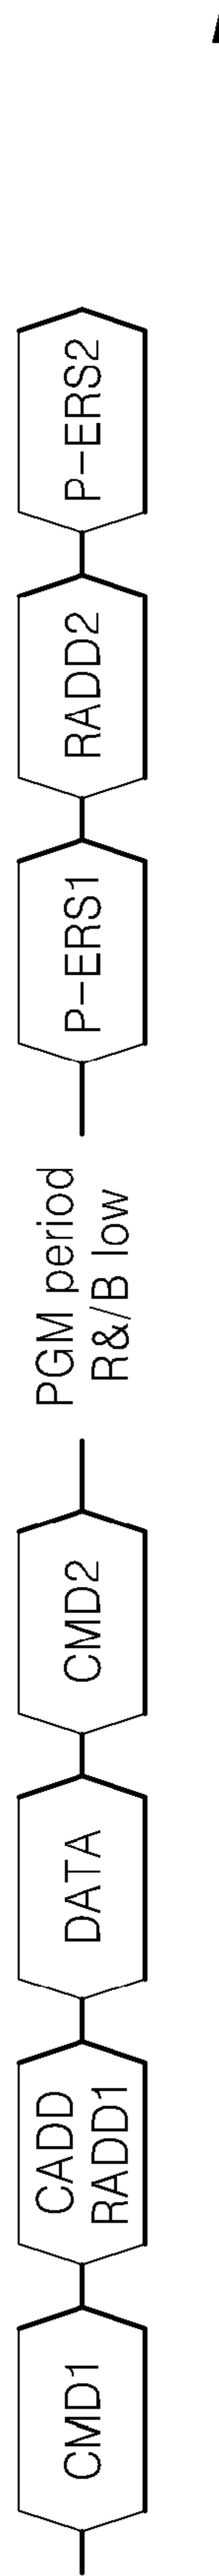 CMD1
CADD
RADD1
DATA
CMD2
PGM period
R&/B low
P-ERS1
RADD2
P-ERS2